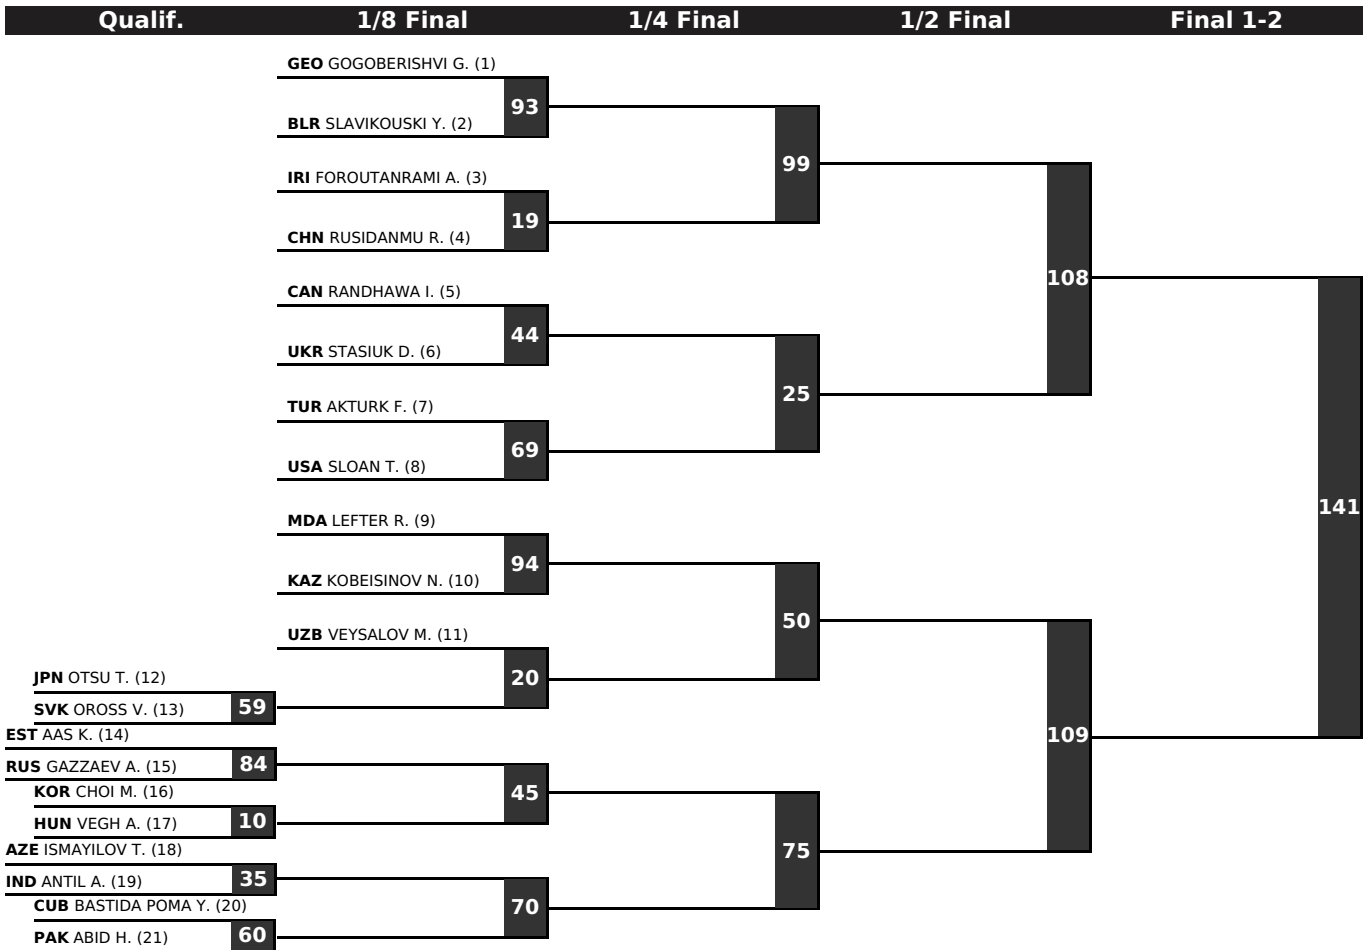 Qualif. 1/8 Final 1/4 Final 1/2 Final Final 1-2
GEO GOGOBERISHVI G. (1)
93
BLR SLAVIKOUSKI Y. (2)
99
IRI FOROUTANRAMI A. (3)
19
CHN RUSIDANMU R. (4)
108
CAN RANDHAWA I. (5)
44
UKR STASIUK D. (6)
25
TUR AKTURK F. (7)
69
USA SLOAN T. (8)
141
MDA LEFTER R. (9)
94
KAZ KOBEISINOV N. (10)
50
UZB VEYSALOV M. (11)
20
JPN OTSU T. (12)
SVK OROSS V. (13) 59
EST AAS K. (14)
109
RUS GAZZAEV A. (15) 84
KOR CHOI M. (16)
45
HUN VEGH A. (17) 10
AZE ISMAYILOV T. (18)
75
IND ANTIL A. (19) 35
CUB BASTIDA POMA Y. (20)
70
PAK ABID H. (21) 60